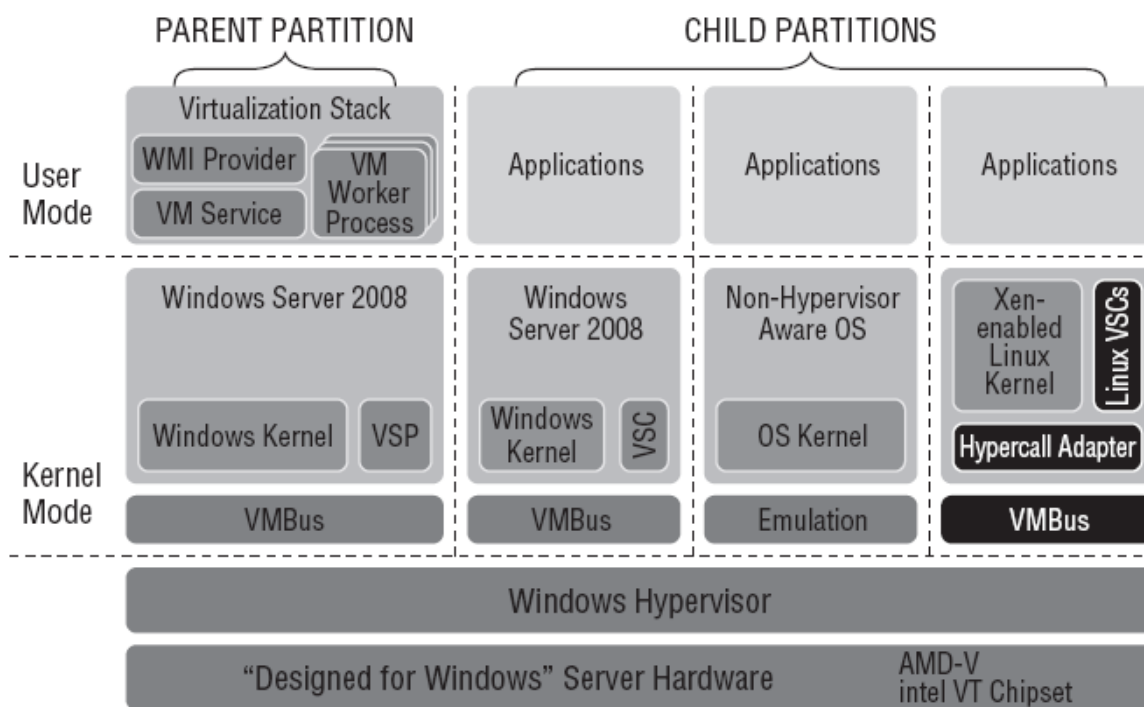 PARENT PARTITION
CHILD PARTITIONS
User
Mode
Virtualization Stack
WMI Provider
VM Service
VM
Worker
Process
Applications
Applications
Applications
Kernel
Mode
Windows Server 2008
Windows Kernel
VSP
VMBus
Windows
Server 2008
Windows
Kernel
VSC
VMBus
Non-Hypervisor
Aware OS
OS Kernel
Emulation
Xen-
enabled
Linux
Kernel
Linux VSCs
Hypercall Adapter
VMBus
Windows Hypervisor
“Designed for Windows” Server Hardware
AMD-V
intel VT Chipset